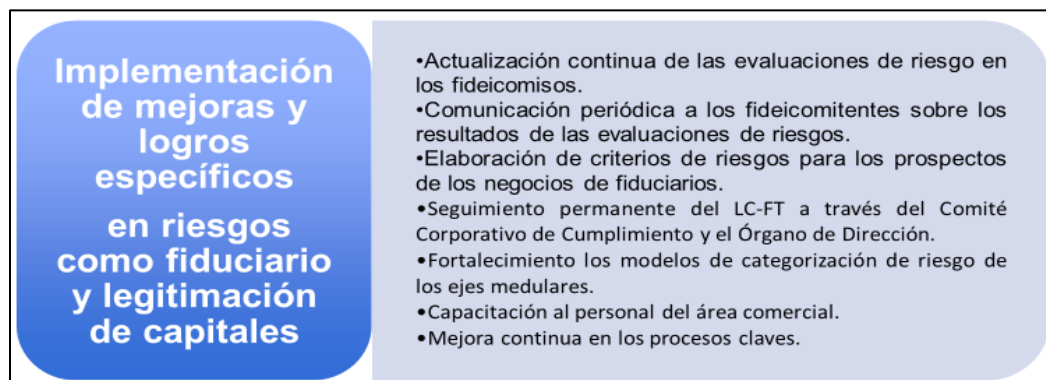 Implementación
de mejoras y
logros
específicos
en riesgos
como fiduciario
y legitimación
de capitales
•Actualización continua de las evaluaciones de riesgo en
los fideicomisos.
•Comunicación periódica a los fideicomitentes sobre los
resultados de las evaluaciones de riesgos.
•Elaboración de criterios de riesgos para los prospectos
de los negocios de fiduciarios.
•Seguimiento permanente del LC-FT a través del Comité
Corporativo de Cumplimiento y el Órgano de Dirección.
•Fortalecimiento los modelos de categorización de riesgo de
los ejes medulares.
•Capacitación al personal del área comercial.
•Mejora continua en los procesos claves.